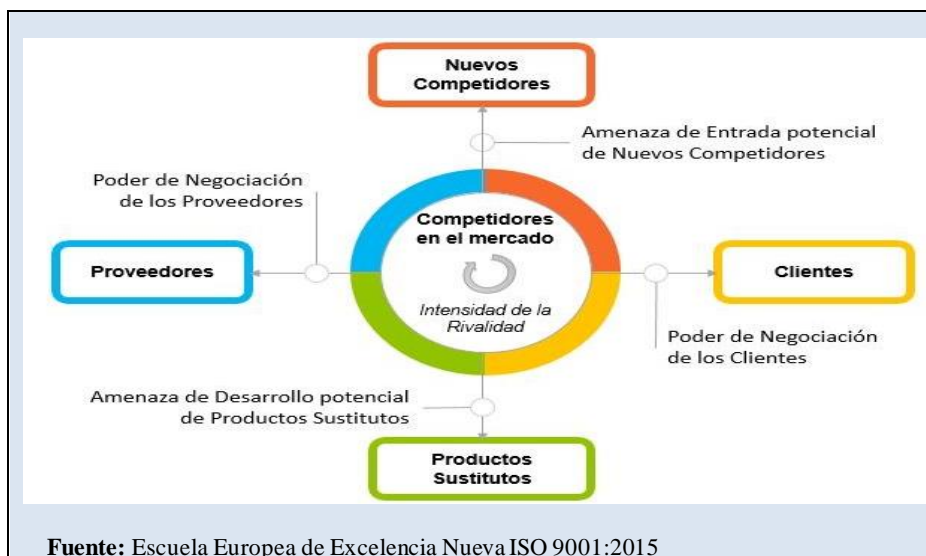 Nuevos
Competidores
Amenaza de Entrada potencial
de Nuevos Competidores
Poder de Negociación
de los Proveedores
Competidores
en el mercado
Proveedores
Clientes
Intensidad de la
Rivalidad
Poder de Negociación
de los Clientes
Amenaza de Desarrollo potencial
de Productos Sustitutos
Productos
Sustitutos
Fuente: Escuela Europea de Excelencia Nueva ISO 9001:2015